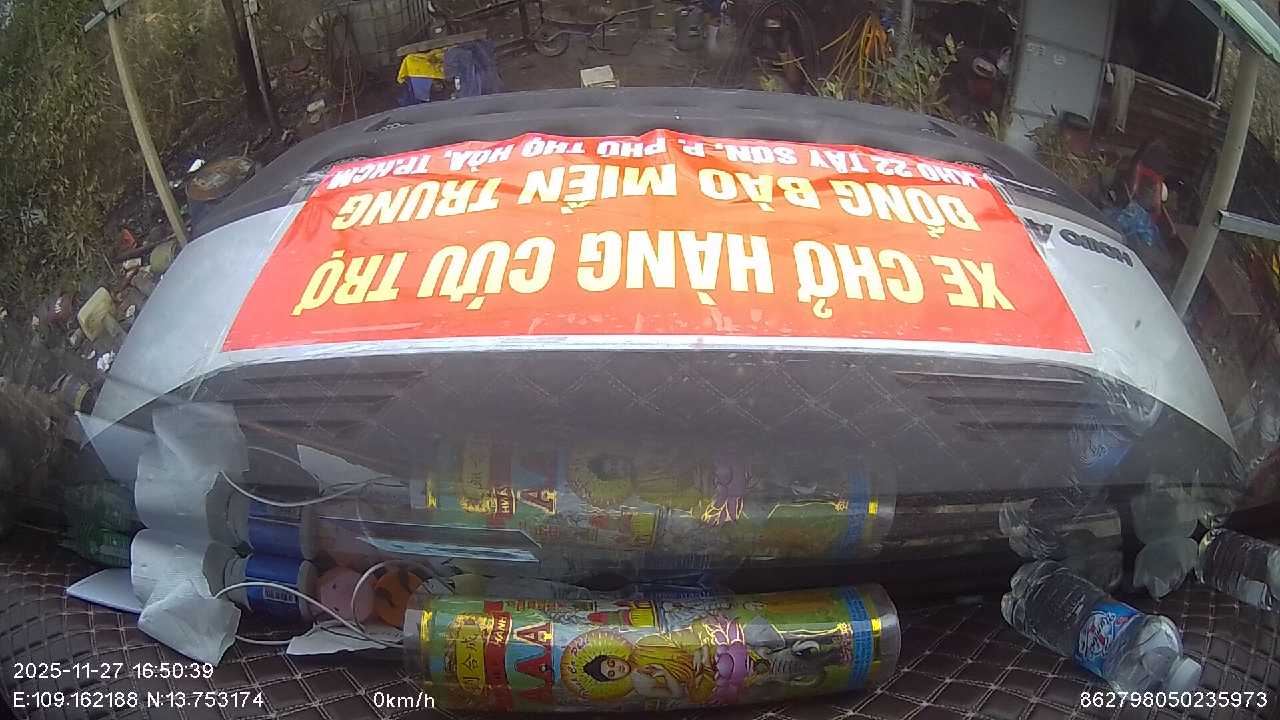 XE CHỞ HÀNG CỨU TRỢ
ĐỒNG BÀO MIỀN TRUNG
KHO 22 TÂY SƠN, P. PHÚ THỌ HÒA, TP.HCM
XANH
2025-11-27 16:50:39
E:109.162188 N:13.753174
0km/h
862798050235973